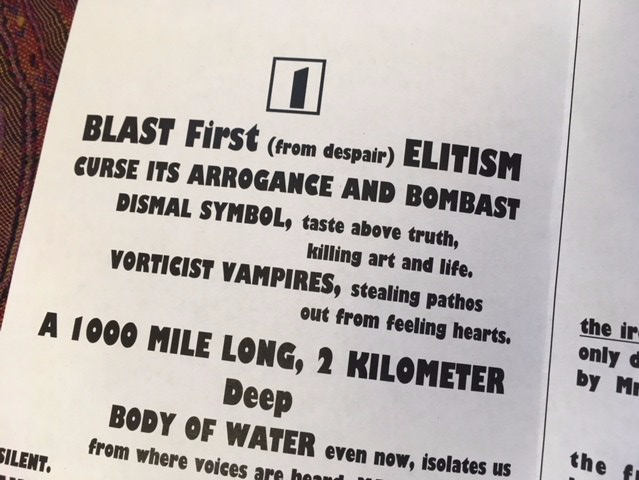 1
BLAST First (from despair) ELITISM
CURSE ITS ARROGANCE AND BOMBAST
DISMAL SYMBOL, taste above truth,
killing art and life.
VORTICIST VAMPIRES, stealing pathos
out from feeling hearts.
A 1000 MILE LONG, 2 KILOMETER
Deep
BODY OF WATER even now, isolates us
from where voices are heard
SILENT.
the ir
only d
by Mr
the f